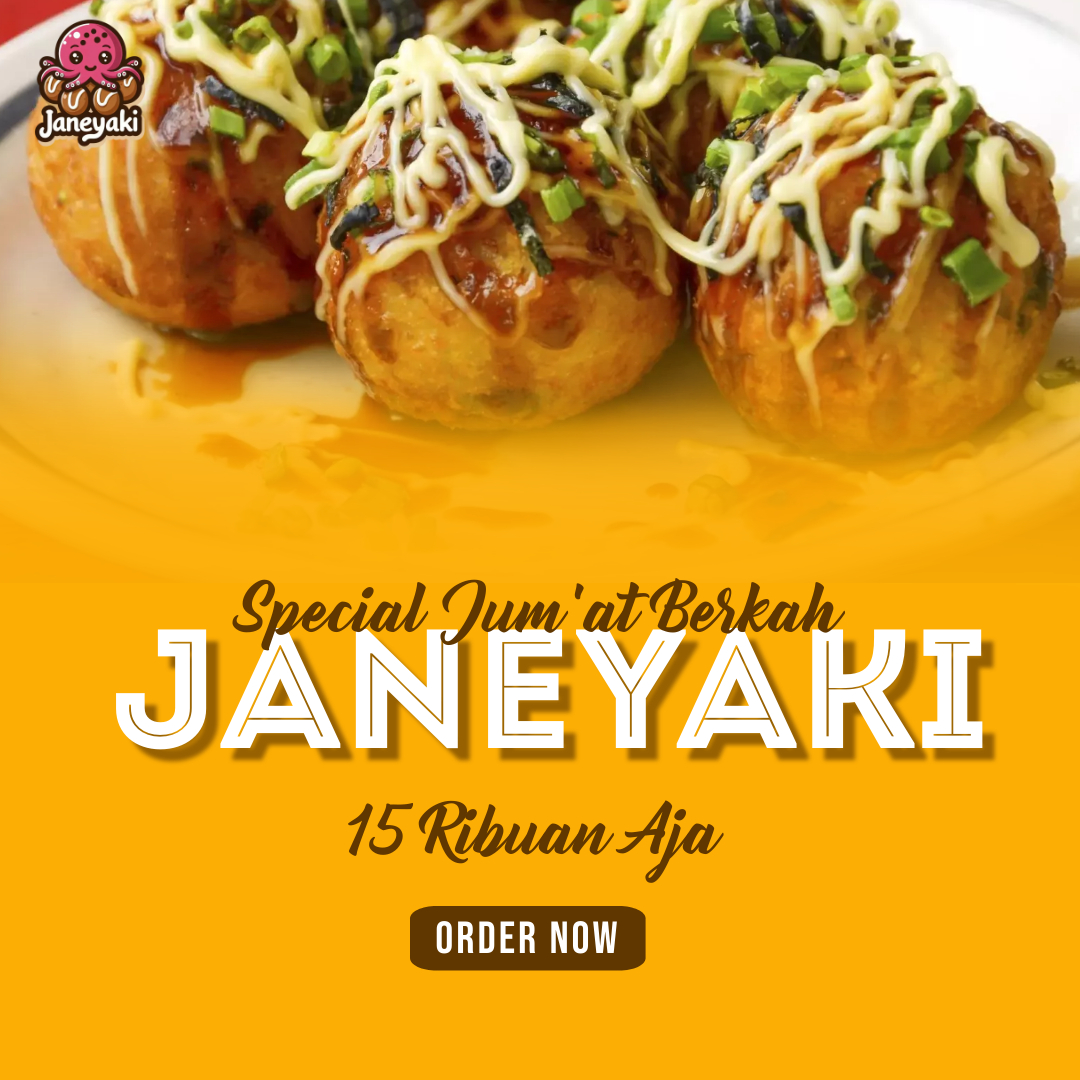 Janeyaki
Special Jum'at Berkah
JANEYAKI
15 Ribuan Aja
ORDER NOW